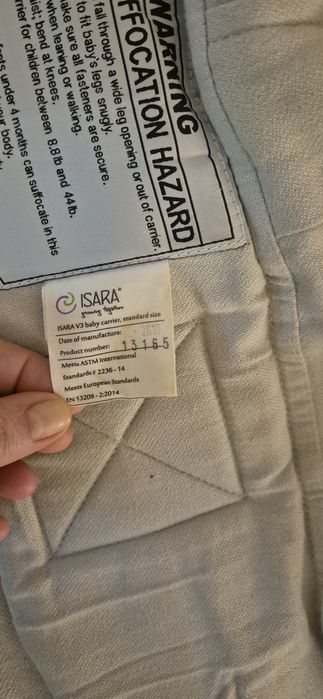 WARNING
FFOCATION HAZARD
fall through a wide leg opening or out of carrier.
to fit baby's legs snugly.
ake sure all fasteners are secure.
when leaning or walking.
ist; bend at knees.
rrier for children between 8.8lb and 44lb.
fants under 4 months can suffocate in this
your body.
ISARA®
growing together
ISARA V3 baby carrier, standard size
Date of manufacture:
Product number: 13165
Meets ASTM International
Standards F 2236 - 14
Meets European Standards
EN 13209 - 2:2014